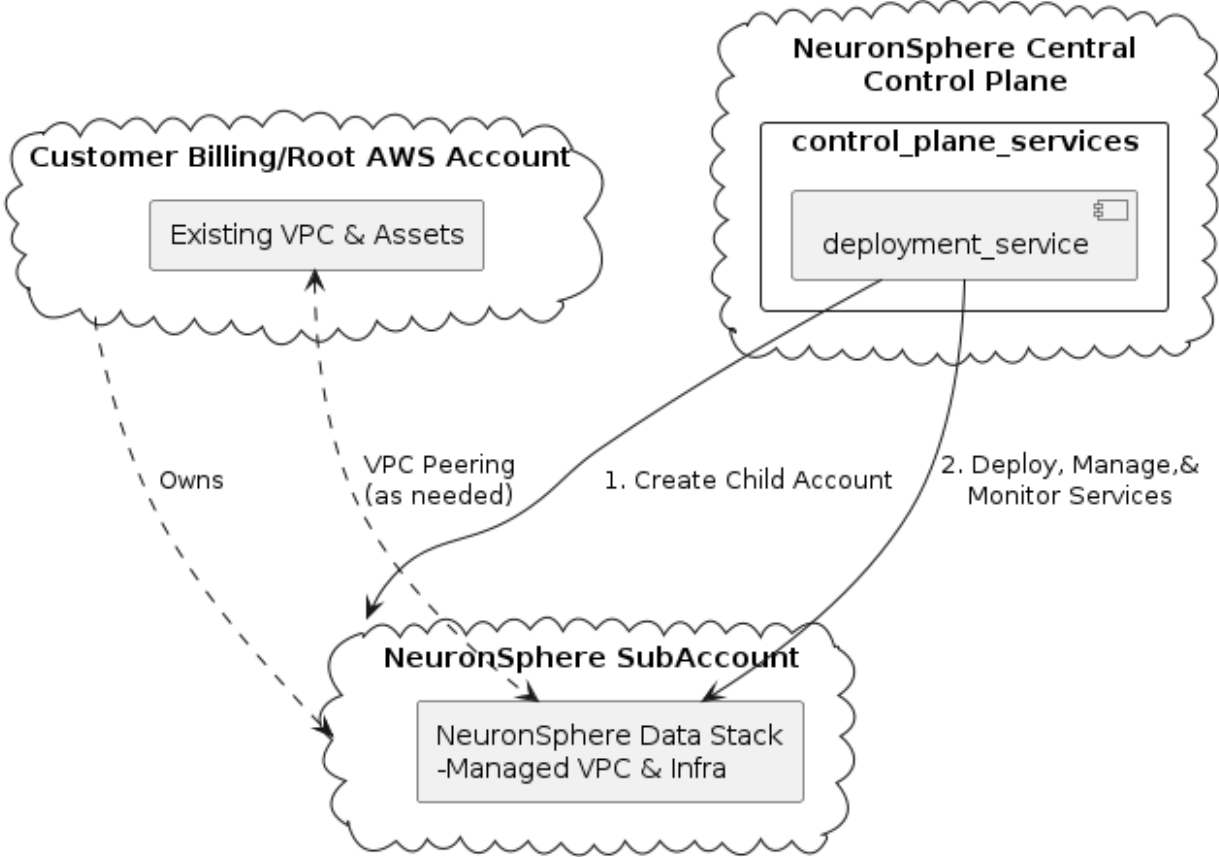 NeuronSphere Central
Control Plane
control_plane_services
deployment_service
Customer Billing/Root AWS Account
Existing VPC & Assets
Owns
VPC Peering
(as needed)
1. Create Child Account
2. Deploy, Manage,&
Monitor Services
NeuronSphere SubAccount
NeuronSphere Data Stack
-Managed VPC & Infra